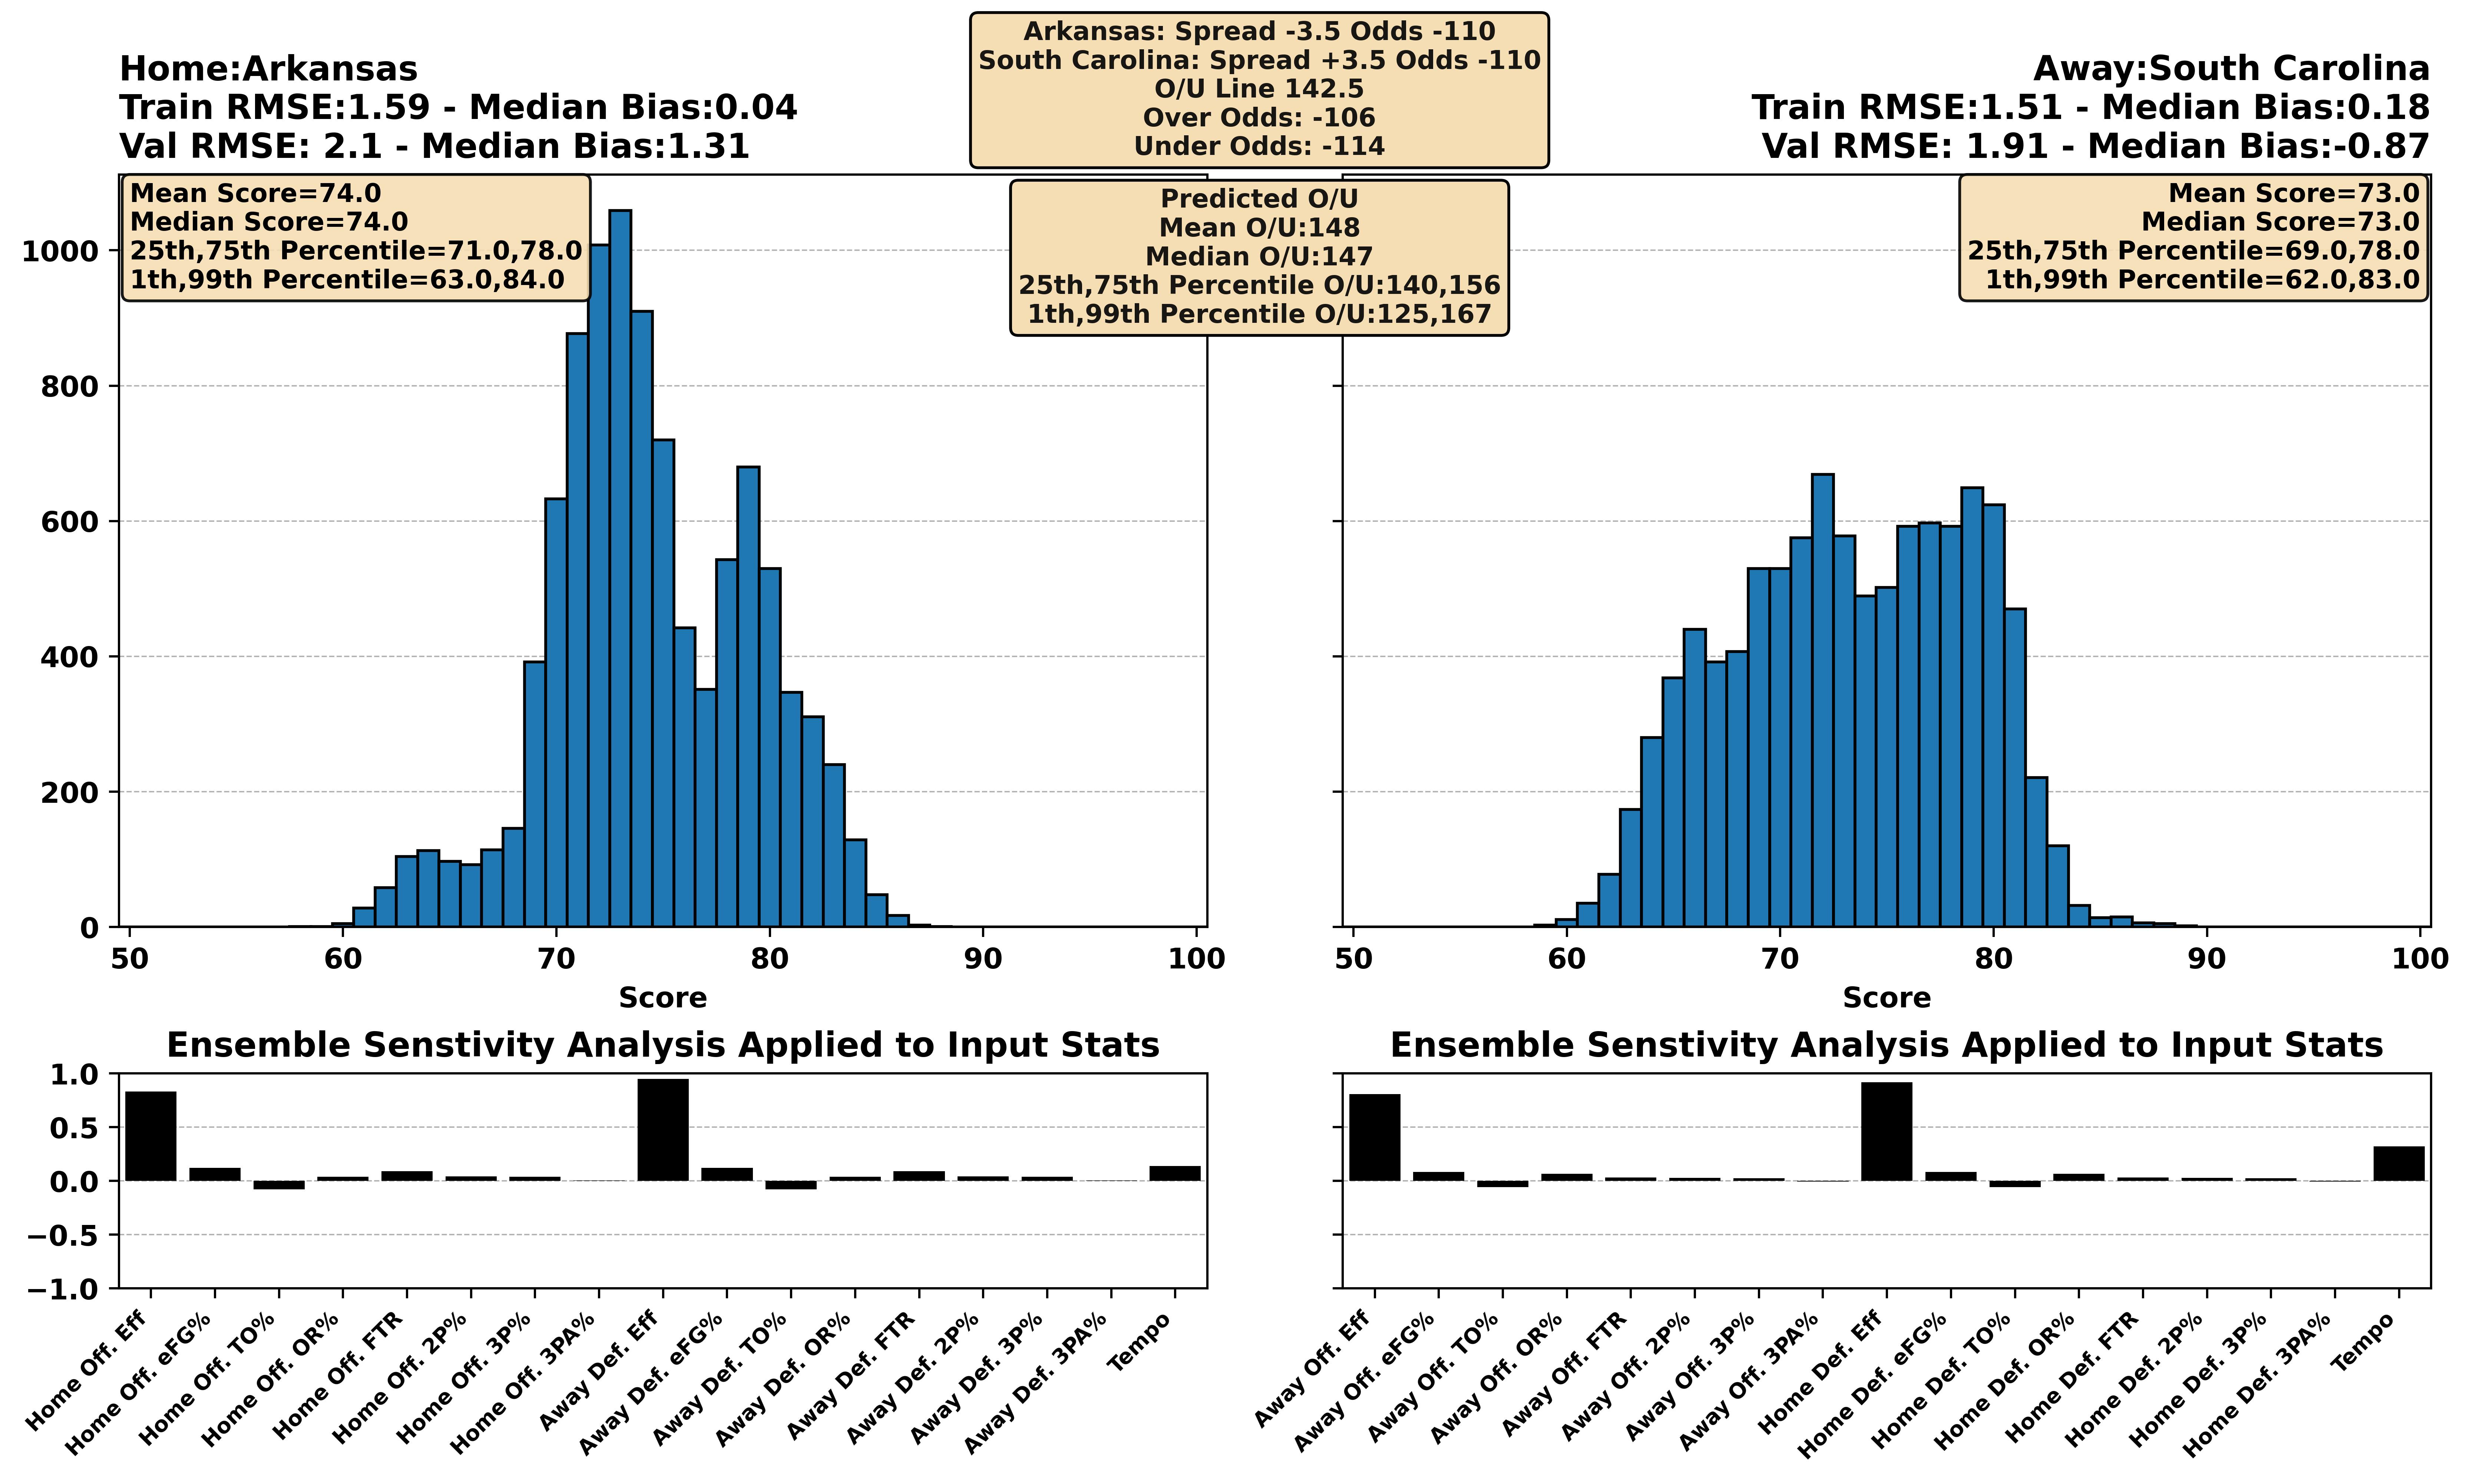 Arkansas: Spread -3.5 Odds -110
South Carolina: Spread +3.5 Odds -110
O/U Line 142.5
Over Odds: -106
Under Odds: -114
Home:Arkansas
Train RMSE:1.59 - Median Bias:0.04
Val RMSE: 2.1 - Median Bias:1.31
Away:South Carolina
Train RMSE:1.51 - Median Bias:0.18
Val RMSE: 1.91 - Median Bias:-0.87
Mean Score=74.0
Median Score=74.0
25th,75th Percentile=71.0,78.0
1th,99th Percentile=63.0,84.0
Predicted O/U
Mean O/U:148
Median O/U:147
25th,75th Percentile O/U:140,156
1th,99th Percentile O/U:125,167
Mean Score=73.0
Median Score=73.0
25th,75th Percentile=69.0,78.0
1th,99th Percentile=62.0,83.0
1000
800
600
400
200
0
50 60 70 80 90 100
Score
50 60 70 80 90 100
Score
Ensemble Senstivity Analysis Applied to Input Stats
1.0
0.5
0.0
−0.5
−1.0
Home Off. Eff
Home Off. eFG%
Home Off. TO%
Home Off. OR%
Home Off. FTR
Home Off. 2P%
Home Off. 3P%
Home Off. 3PA%
Away Def. Eff
Away Def. eFG%
Away Def. TO%
Away Def. OR%
Away Def. FTR
Away Def. 2P%
Away Def. 3P%
Away Def. 3PA%
Tempo
Ensemble Senstivity Analysis Applied to Input Stats
Away Off. Eff
Away Off. eFG%
Away Off. TO%
Away Off. OR%
Away Off. FTR
Away Off. 2P%
Away Off. 3P%
Away Off. 3PA%
Home Def. Eff
Home Def. eFG%
Home Def. TO%
Home Def. OR%
Home Def. FTR
Home Def. 2P%
Home Def. 3P%
Home Def. 3PA%
Tempo